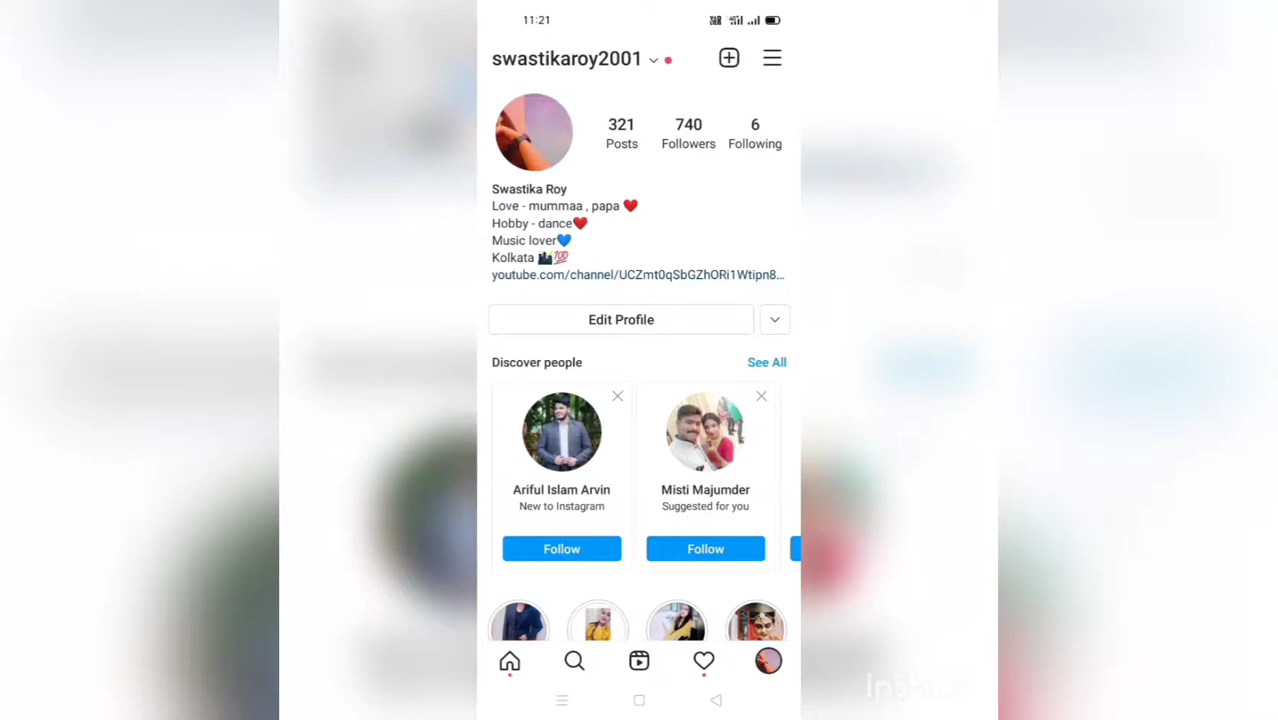 11:21
swastikaroy2001
321 740 6
Posts Followers Following
Swastika Roy
Love - mummaa , papa ❤️
Hobby - dance❤️
Music lover💙
Kolkata 🌃💯
youtube.com/channel/UCZmt0qSbGZhORi1Wtipn8...
Edit Profile
Discover people See All
Ariful Islam Arvin Misti Majumder
New to Instagram Suggested for you
Follow Follow